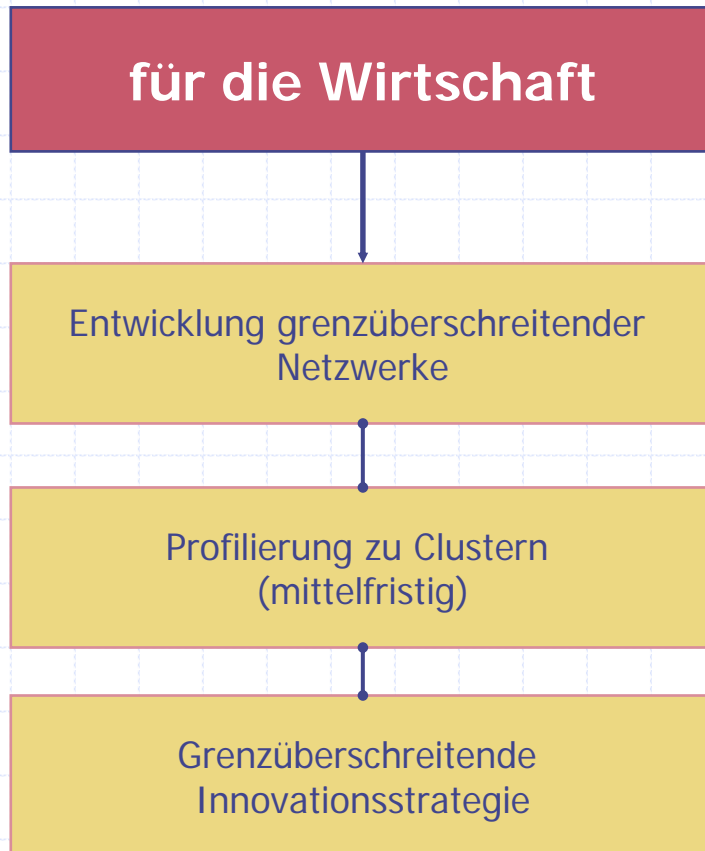 für die Wirtschaft
Entwicklung grenzüberschreitender
Netzwerke
Profilierung zu Clustern
(mittelfristig)
Grenzüberschreitende
Innovationsstrategie